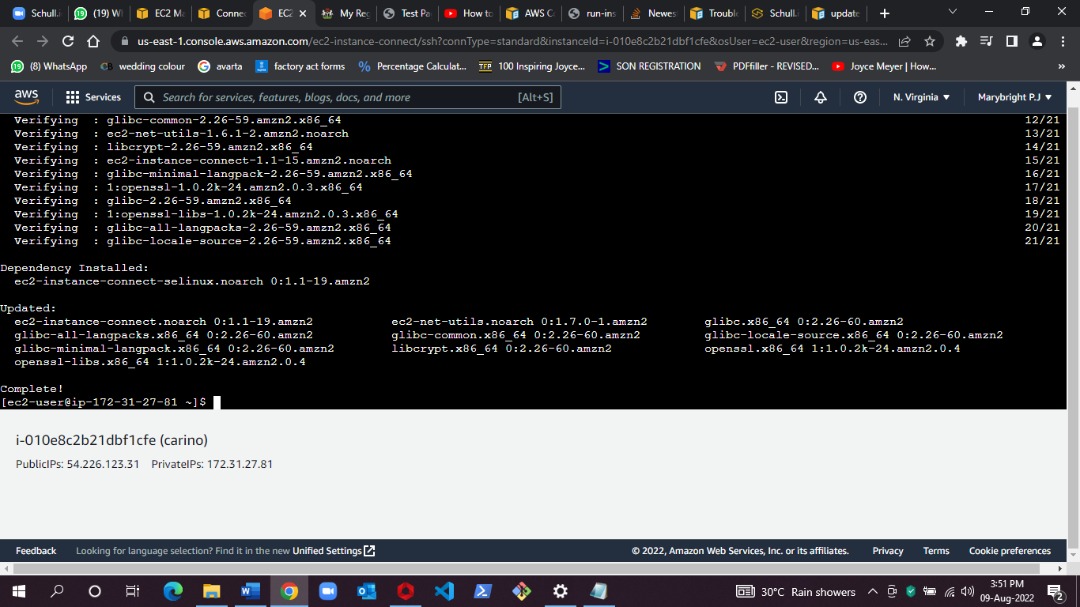 Schull.
(19) W
EC2 M
Conne
EC2
My Re
Test Pa
How to
AWS C
run-ins
Newes
Troubl
Schull.
update
us-east-1.console.aws.amazon.com/ec2-instance-connect/ssh?connType=standard&instanceId=i-010e8c2b21dbf1cfe&osUser=ec2-user&region=us-eas...
(8) WhatsApp
wedding colour
avarta
factory act forms
Percentage Calculat...
100 Inspiring Joyce...
SON REGISTRATION
PDFfiller - REVISED...
Joyce Meyer | How...
»
aws
Services
Search for services, features, blogs, docs, and more [Alt+S]
N. Virginia
Marybright P.J
Verifying : glibc-common-2.26-59.amzn2.x86_64 12/21
Verifying : ec2-net-utils-1.6.1-2.amzn2.noarch 13/21
Verifying : libcrypt-2.26-59.amzn2.x86_64 14/21
Verifying : ec2-instance-connect-1.1-15.amzn2.noarch 15/21
Verifying : glibc-minimal-langpack-2.26-59.amzn2.x86_64 16/21
Verifying : 1:openssl-1.0.2k-24.amzn2.0.3.x86_64 17/21
Verifying : glibc-2.26-59.amzn2.x86_64 18/21
Verifying : 1:openssl-libs-1.0.2k-24.amzn2.0.3.x86_64 19/21
Verifying : glibc-all-langpacks-2.26-59.amzn2.x86_64 20/21
Verifying : glibc-locale-source-2.26-59.amzn2.x86_64 21/21
Dependency Installed:
ec2-instance-connect-selinux.noarch 0:1.1-19.amzn2
Updated:
ec2-instance-connect.noarch 0:1.1-19.amzn2 ec2-net-utils.noarch 0:1.7.0-1.amzn2 glibc.x86_64 0:2.26-60.amzn2
glibc-all-langpacks.x86_64 0:2.26-60.amzn2 glibc-common.x86_64 0:2.26-60.amzn2 glibc-locale-source.x86_64 0:2.26-60.amzn2
glibc-minimal-langpack.x86_64 0:2.26-60.amzn2 libcrypt.x86_64 0:2.26-60.amzn2 openssl.x86_64 1:1.0.2k-24.amzn2.0.4
openssl-libs.x86_64 1:1.0.2k-24.amzn2.0.4
Complete!
[ec2-user@ip-172-31-27-81 ~]$
i-010e8c2b21dbf1cfe (carino)
PublicIPs: 54.226.123.31 PrivateIPs: 172.31.27.81
Feedback
Looking for language selection? Find it in the new Unified Settings
© 2022, Amazon Web Services, Inc. or its affiliates.
Privacy
Terms
Cookie preferences
30°C Rain showers
3:51 PM
09-Aug-2022
2